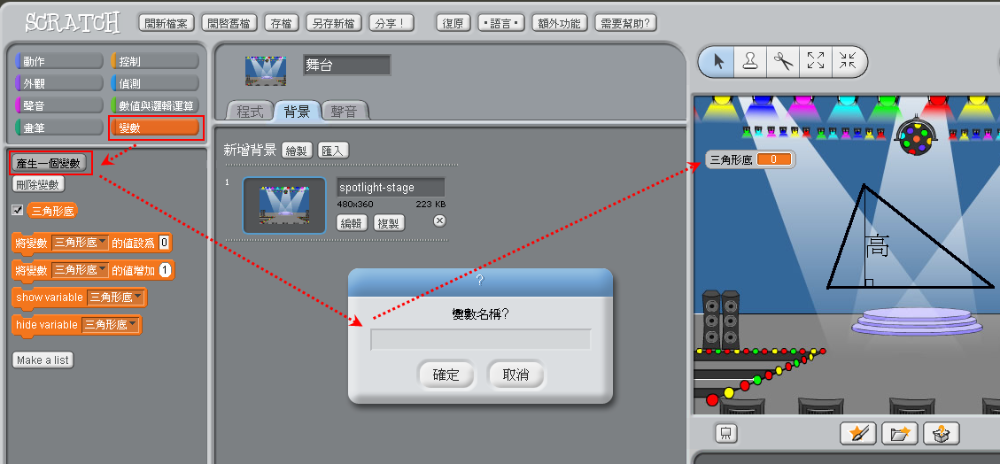 SCRATCH 開新檔案 開啓舊檔 存檔 另存新檔 分享！ 復原 •語言• 額外功能 需要幫助?
動作 控制
外觀 偵測
聲音 數值與邏輯運算
畫筆 變數
產生一個變數
刪除變數
三角形底
將變數 三角形底 的值設為 0
將變數 三角形底 的值增加 1
show variable 三角形底
hide variable 三角形底
Make a list
舞台
程式 背景 聲音
新增背景 繪製 匯入
1 spotlight-stage
480x360 223 KB
編輯 複製
?
變數名稱?
確定 取消
三角形底 0
高